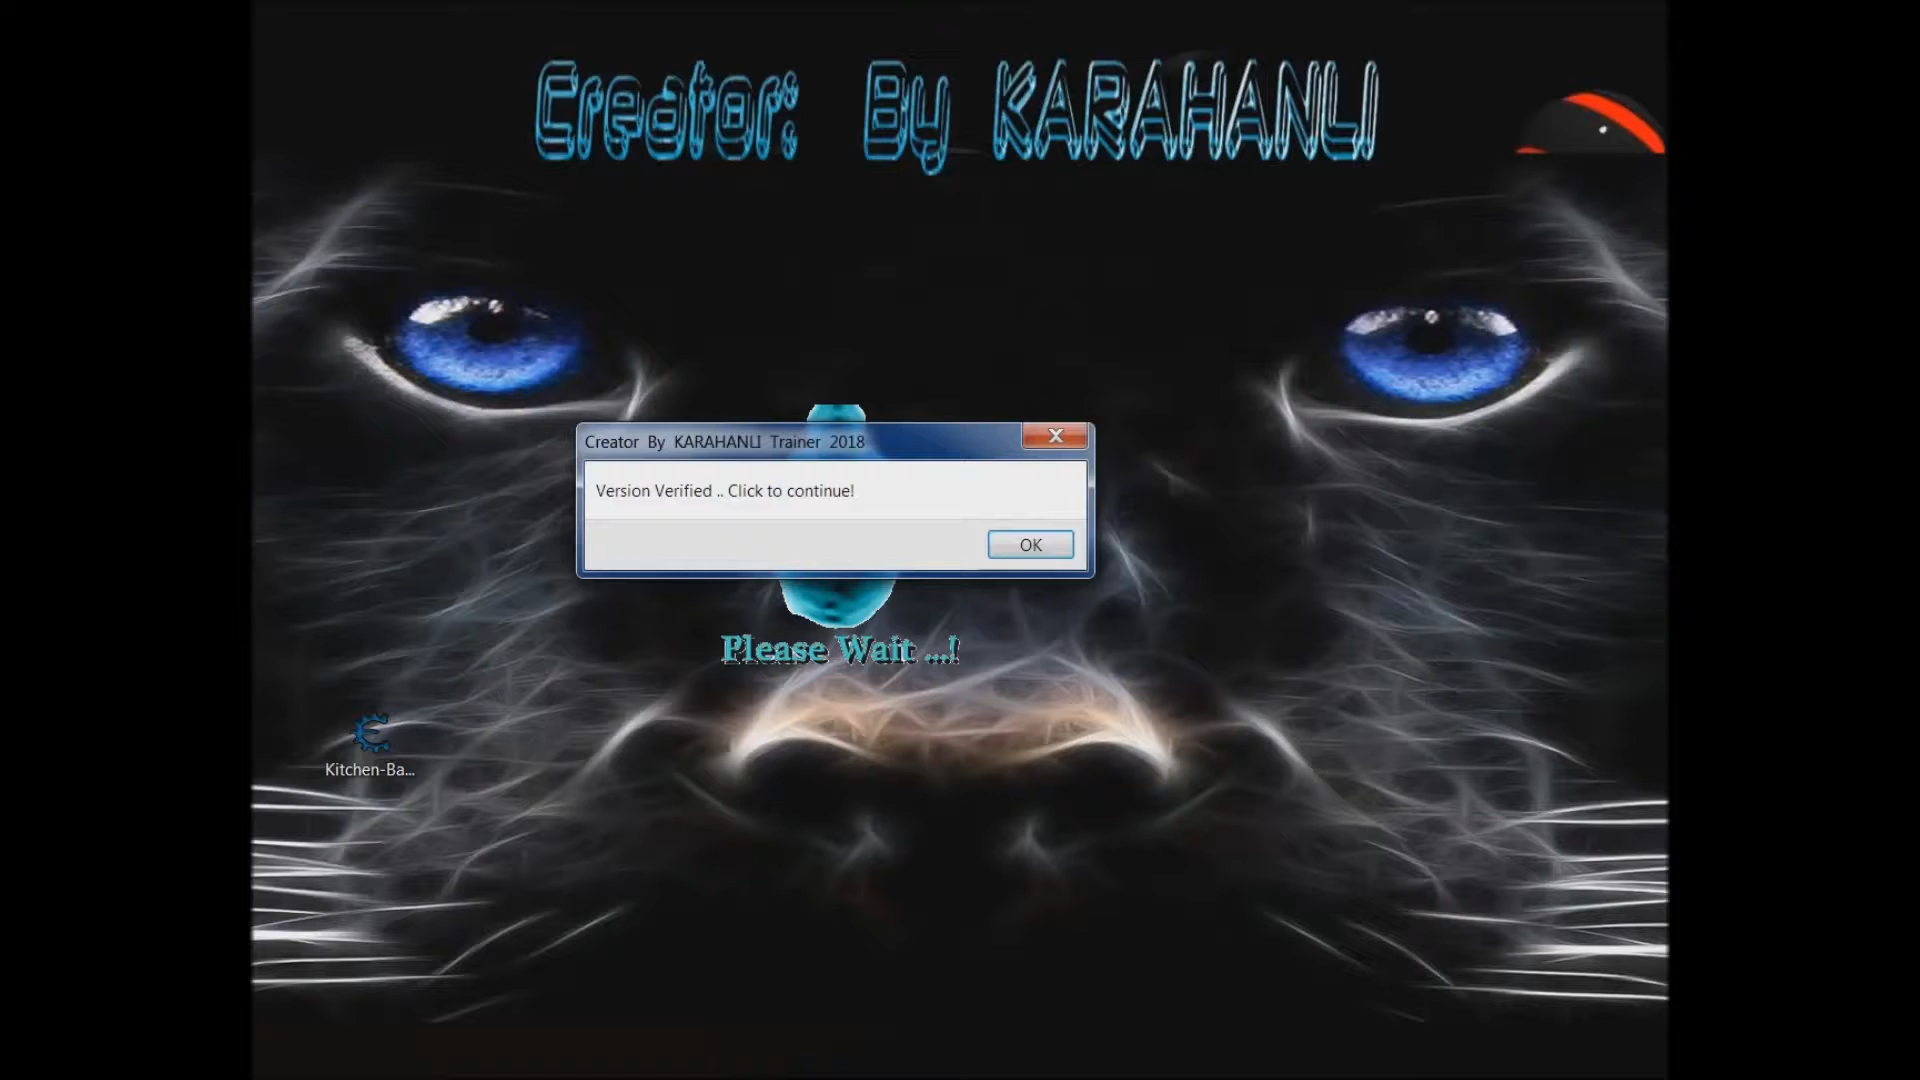 Creator: By KARAHANLI
Creator By KARAHANLI Trainer 2018
Version Verified .. Click to continue!
OK
Please Wait ...!
Kitchen-Ba...